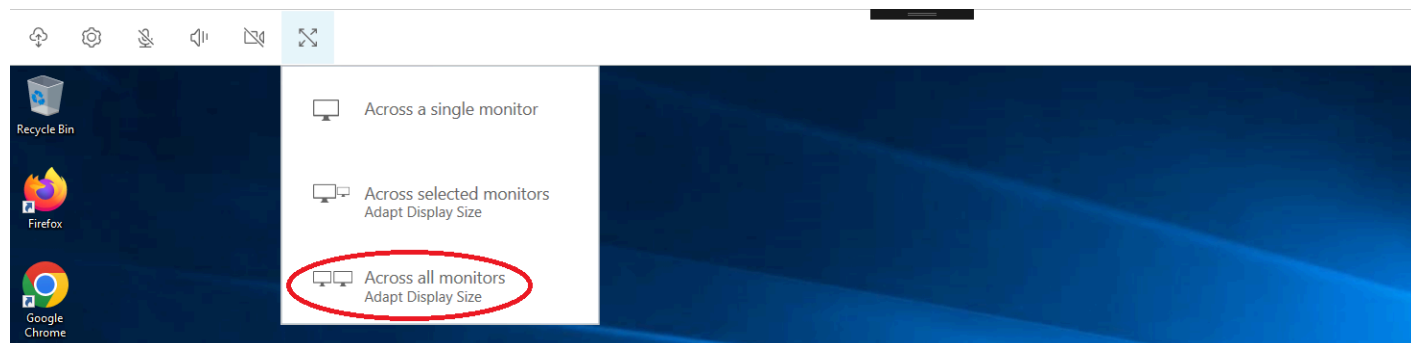 Recycle Bin
Firefox
Google
Chrome
Across a single monitor
Across selected monitors
Adapt Display Size
Across all monitors
Adapt Display Size